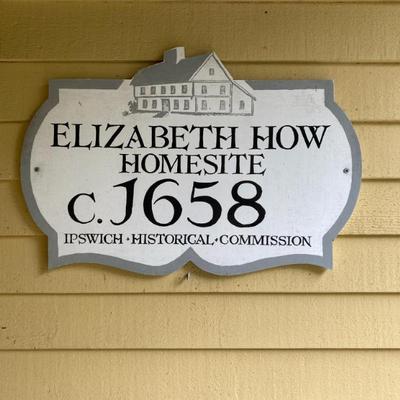 ELIZABETH HOW
HOMESITE
C. 1658
IPSWICH • HISTORICAL • COMMISSION